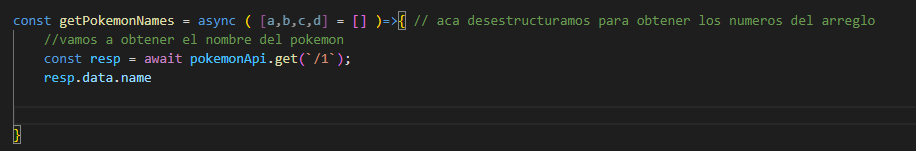 const getPokemonNames = async ( [a,b,c,d] = [] )=>{ // aca desestructuramos para obtener los numeros del arreglo
//vamos a obtener el nombre del pokemon
const resp = await pokemonApi.get(`/1`);
resp.data.name
}